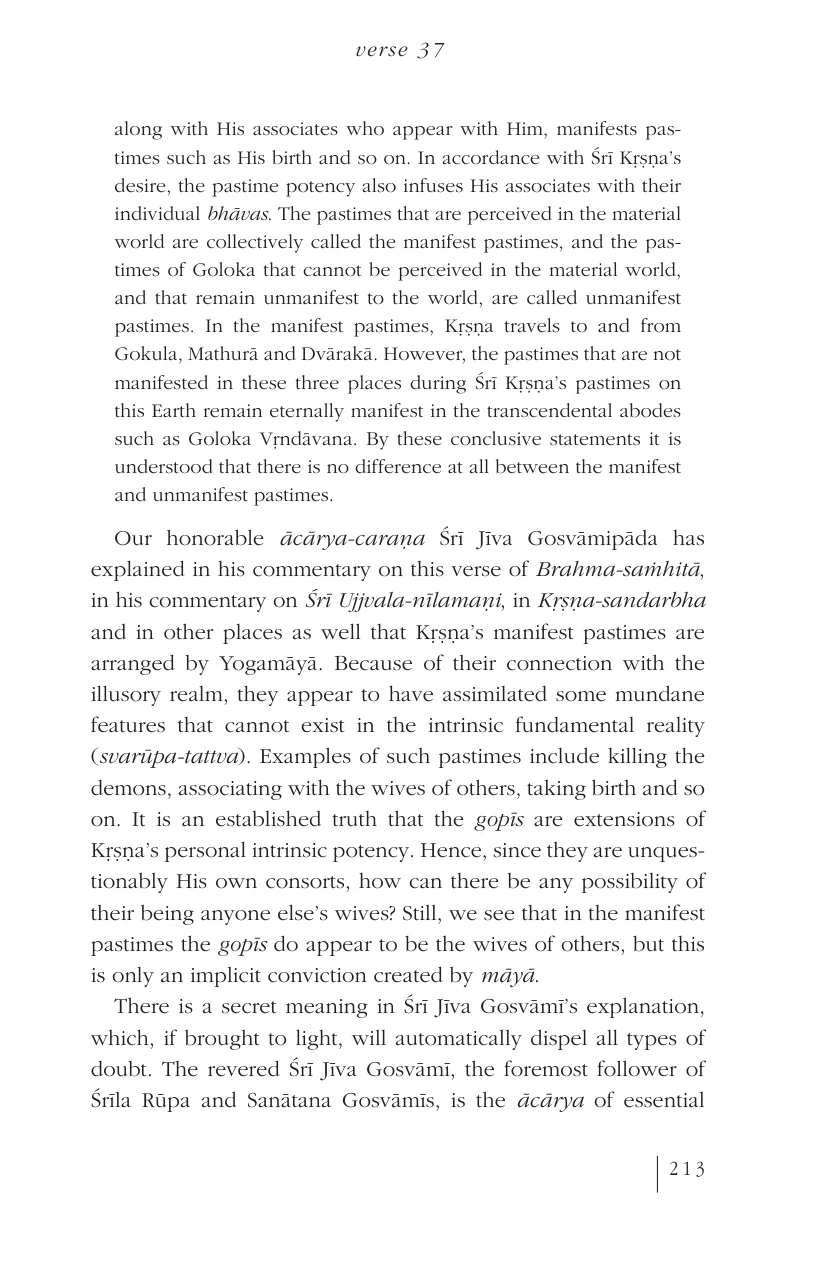 verse 37
along with His associates who appear with Him, manifests pas-
times such as His birth and so on. In accordance with Śrī Kṛṣṇa’s
desire, the pastime potency also infuses His associates with their
individual bhāvas. The pastimes that are perceived in the material
world are collectively called the manifest pastimes, and the pas-
times of Goloka that cannot be perceived in the material world,
and that remain unmanifest to the world, are called unmanifest
pastimes. In the manifest pastimes, Kṛṣṇa travels to and from
Gokula, Mathurā and Dvārakā. However, the pastimes that are not
manifested in these three places during Śrī Kṛṣṇa’s pastimes on
this Earth remain eternally manifest in the transcendental abodes
such as Goloka Vṛndāvana. By these conclusive statements it is
understood that there is no difference at all between the manifest
and unmanifest pastimes.
Our honorable ācārya-caraṇa Śrī Jīva Gosvāmipāda has
explained in his commentary on this verse of Brahma-saṁhitā,
in his commentary on Śrī Ujjvala-nīlamaṇi, in Kṛṣṇa-sandarbha
and in other places as well that Kṛṣṇa’s manifest pastimes are
arranged by Yogamāyā. Because of their connection with the
illusory realm, they appear to have assimilated some mundane
features that cannot exist in the intrinsic fundamental reality
(svarūpa-tattva). Examples of such pastimes include killing the
demons, associating with the wives of others, taking birth and so
on. It is an established truth that the gopīs are extensions of
Kṛṣṇa’s personal intrinsic potency. Hence, since they are unques-
tionably His own consorts, how can there be any possibility of
their being anyone else’s wives? Still, we see that in the manifest
pastimes the gopīs do appear to be the wives of others, but this
is only an implicit conviction created by māyā.
There is a secret meaning in Śrī Jīva Gosvāmī’s explanation,
which, if brought to light, will automatically dispel all types of
doubt. The revered Śrī Jīva Gosvāmī, the foremost follower of
Śrīla Rūpa and Sanātana Gosvāmīs, is the ācārya of essential
213